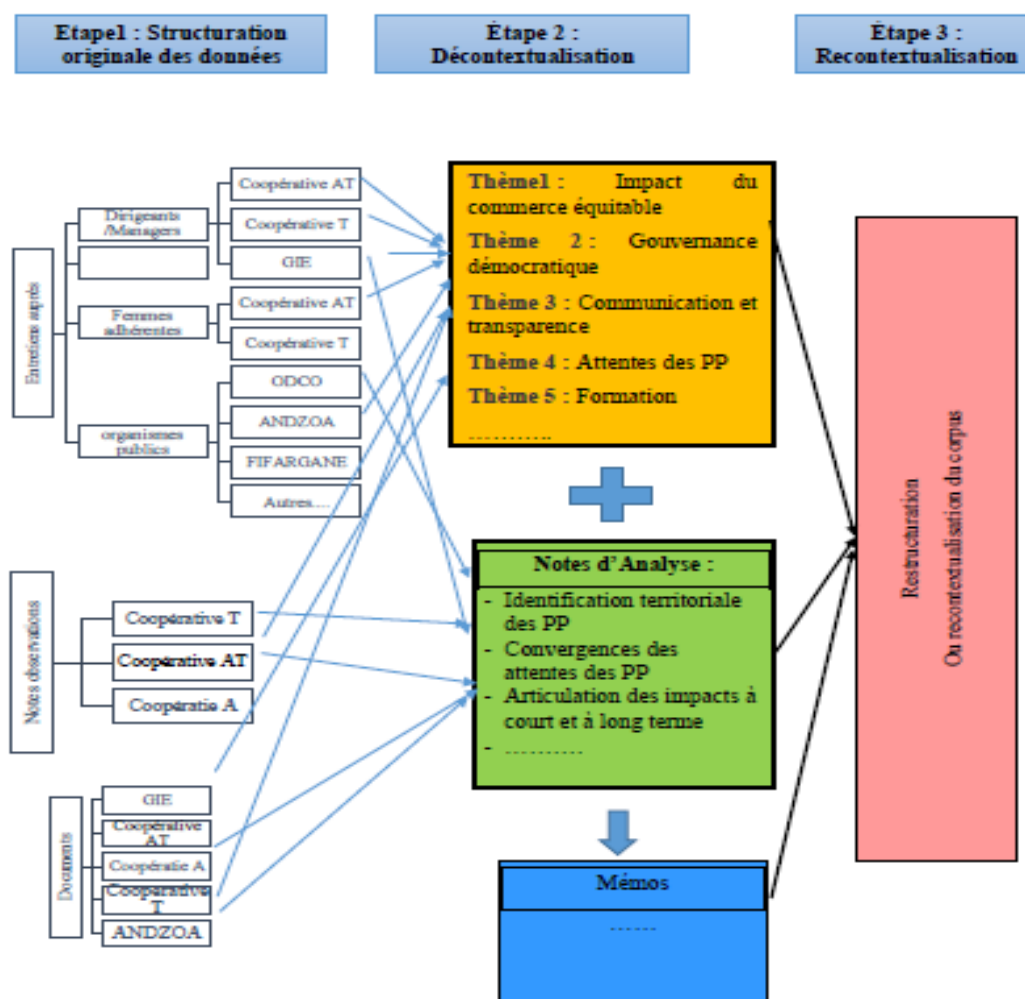 Etape1 : Structuration
originale des données
Étape 2 :
Décontextualisation
Étape 3 :
Recontextualisation
Entretiens auprès
Dirigeants
/Managers
Coopérative AT
Coopérative T
GIE
Femmes
adhérentes
Coopérative AT
Coopérative T
organismes
publics
ODCO
ANDZOA
FIFARGANE
Autres....
Notes observations
Coopérative T
Coopérative AT
Coopératie A
Documents
GIE
Coopérative
AT
Coopératie A
Coopérative
T
ANDZOA
Thème1 : Impact du
commerce équitable
Thème 2 : Gouvernance
démocratique
Thème 3 : Communication et
transparence
Thème 4 : Attentes des PP
Thème 5 : Formation
………..
Notes d'Analyse :
- Identification territoriale
des PP
- Convergences des
attentes des PP
- Articulation des impacts à
court et à long terme
- ……….
Mémos
……
Restructuration
Ou recontextualisation du corpus